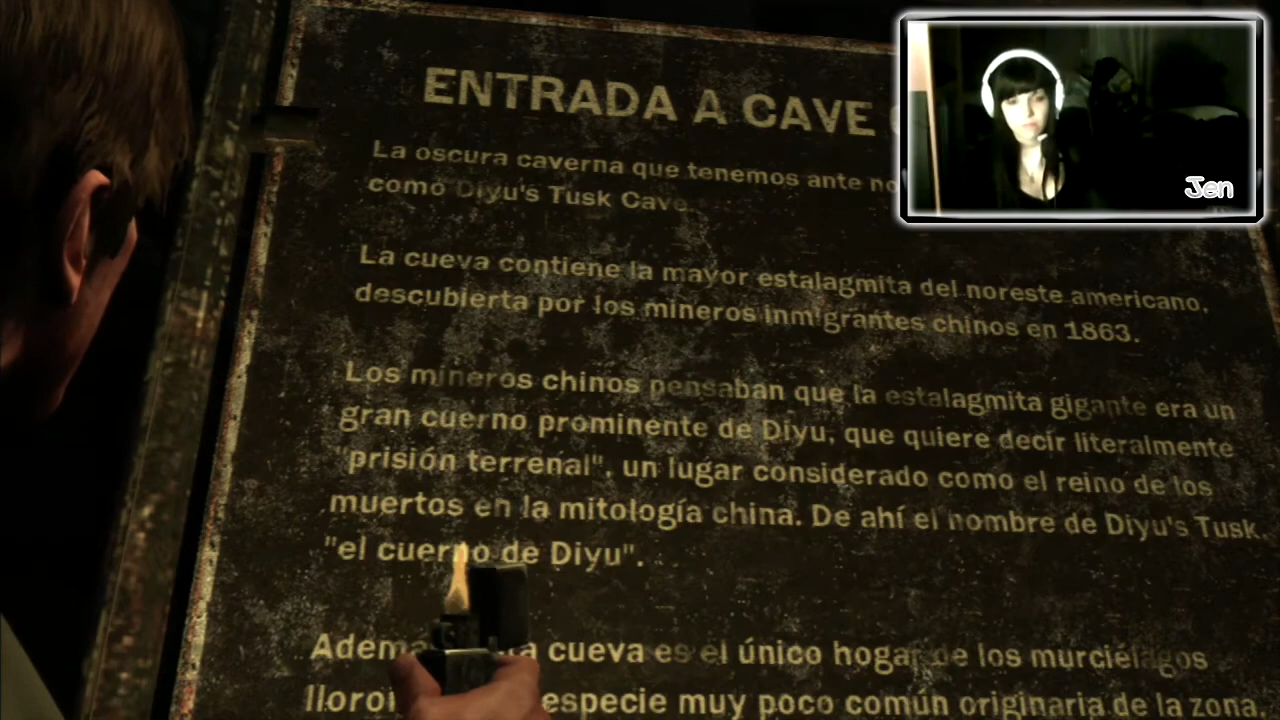 ENTRADA A CAVE
Jen
La oscura caverna que tenemos ante
como Diyu's Tusk Cave.
La cueva contiene la mayor estalagmita del noreste americano,
descubierta por los mineros inmigrantes chinos en 1863.
Los mineros chinos pensaban que la estalagmita gigante era un
gran cuerno prominente de Diyu, que quiere decir literalmente
"prisión terrenal", un lugar considerado como el reino de los
muertos en la mitología china. De ahí el nombre de Diyu's Tusk,
"el cuerno de Diyu".
cueva es el único hogar de los murciélagos
especie muy poco común originaria de la zona.